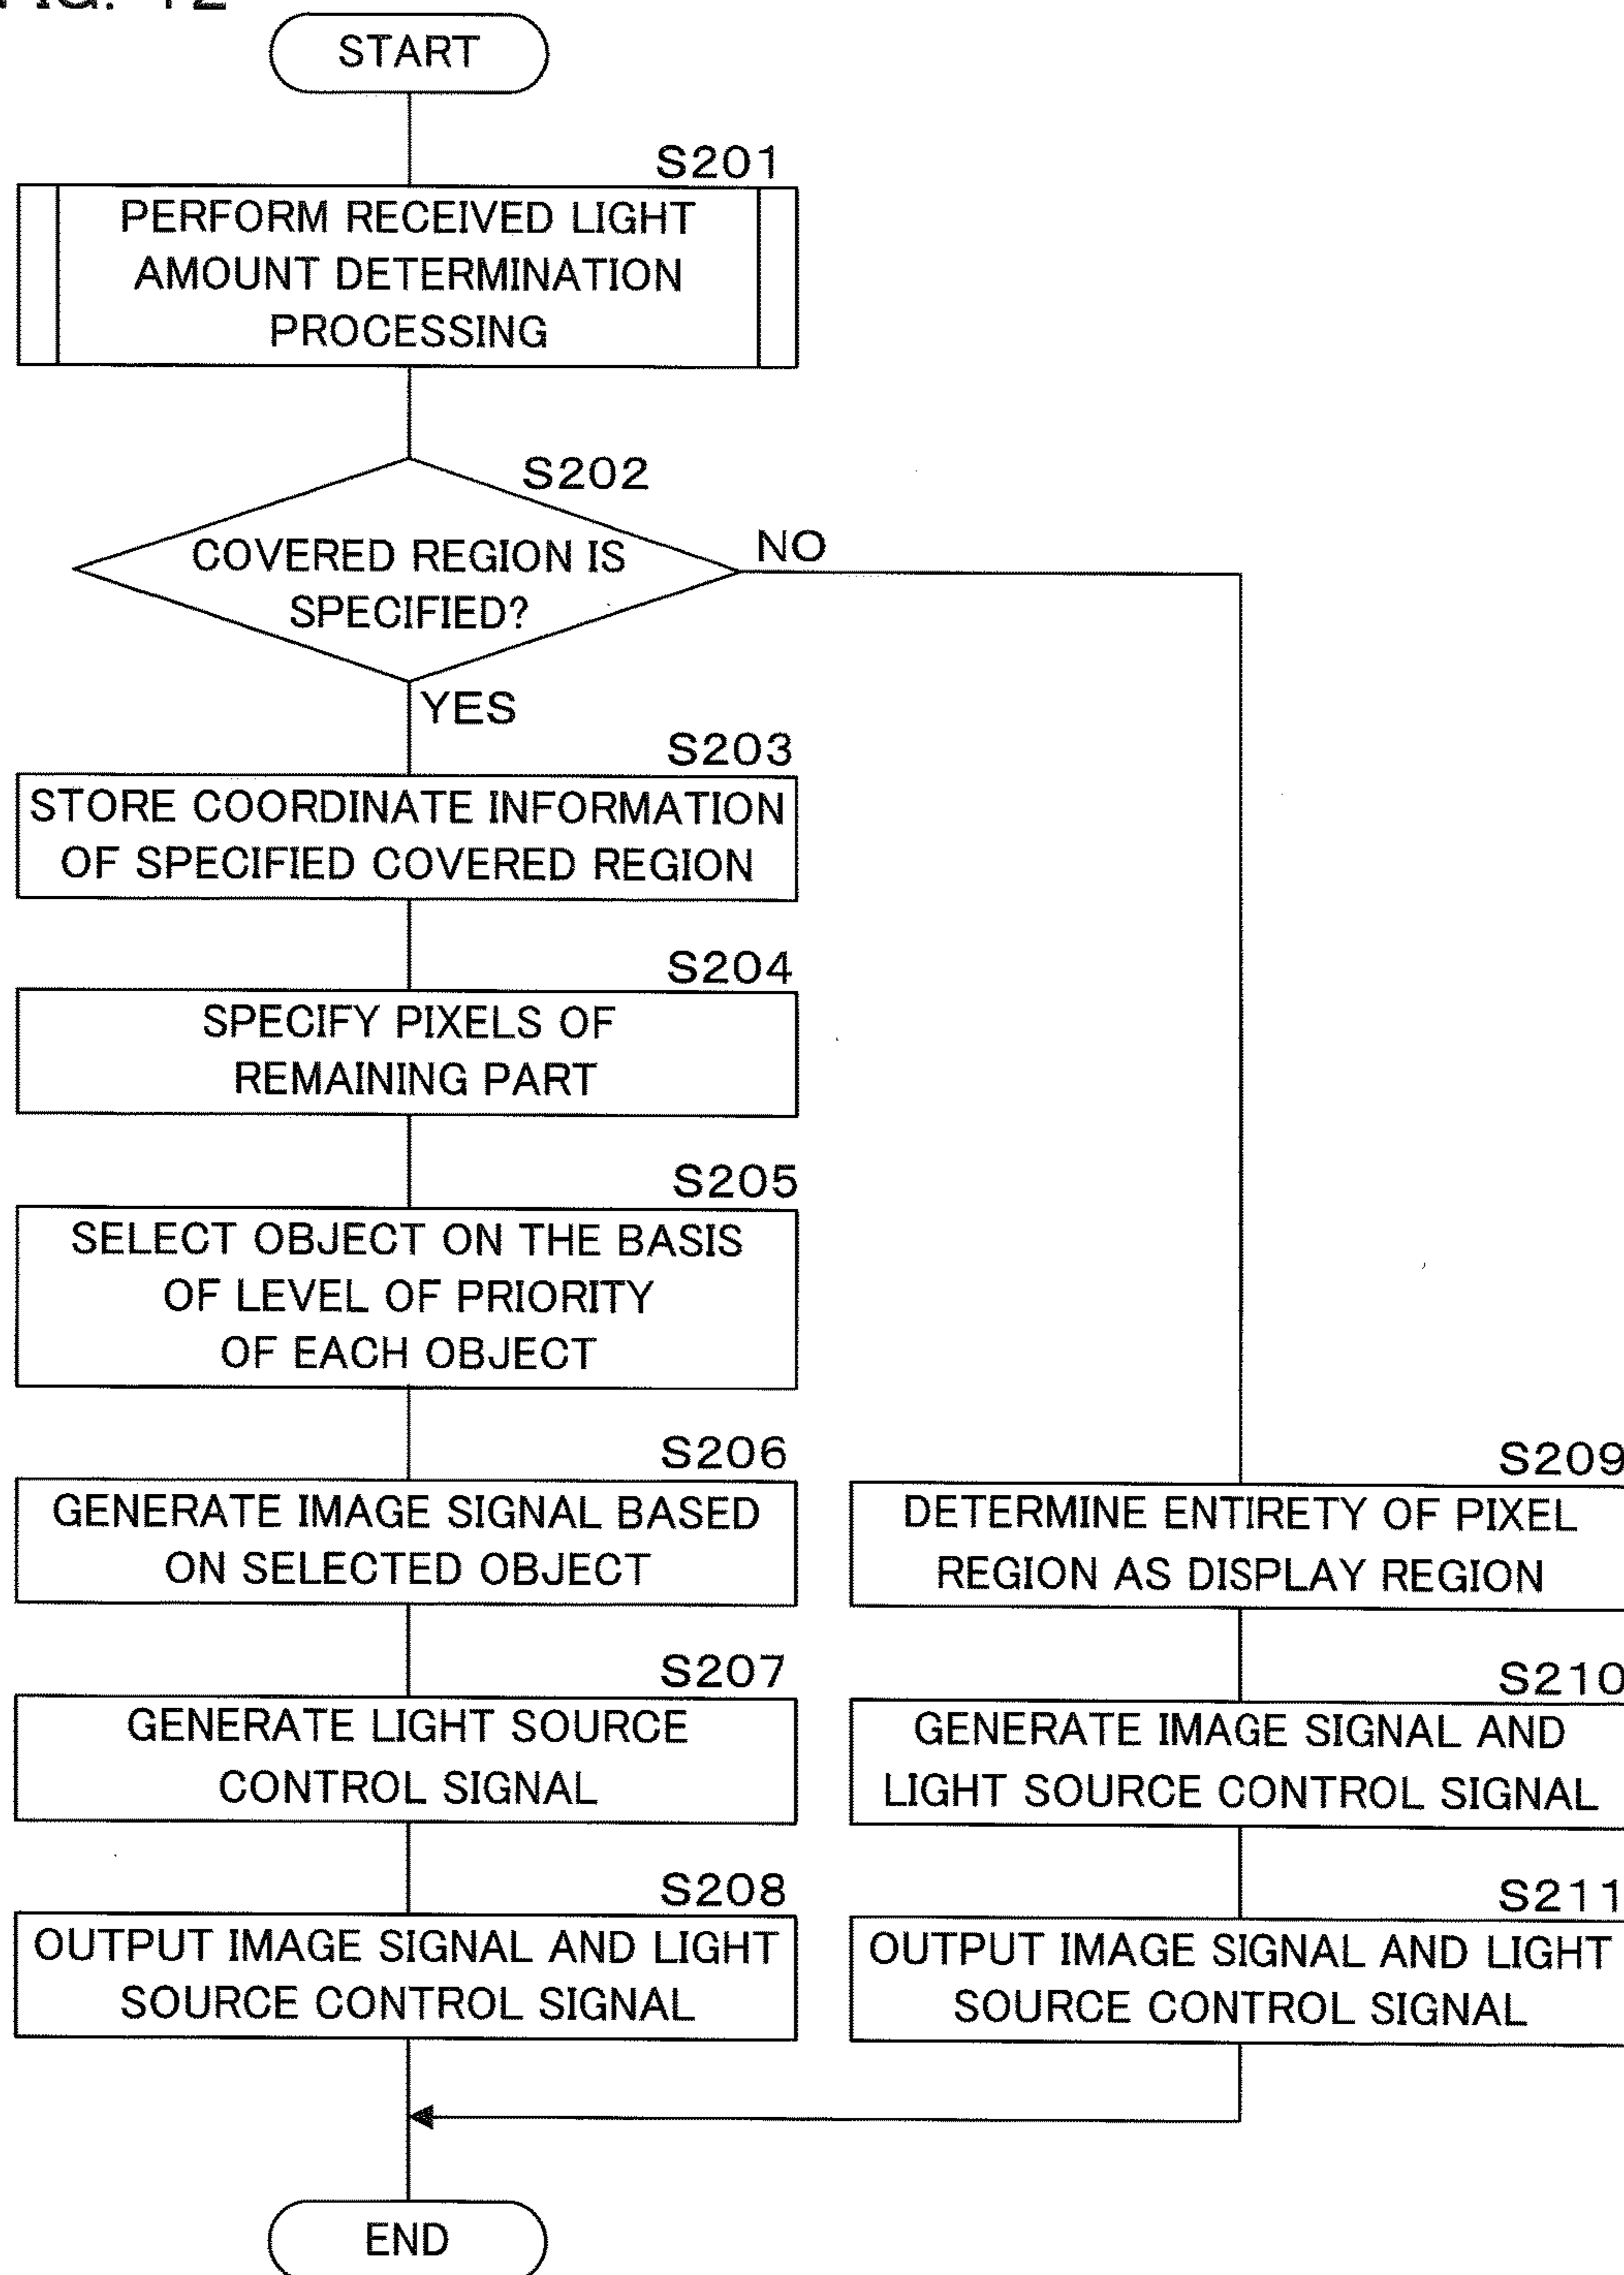 START
S201
PERFORM RECEIVED LIGHT
AMOUNT DETERMINATION
PROCESSING
S202
COVERED REGION IS
SPECIFIED?
NO
YES
S203
STORE COORDINATE INFORMATION
OF SPECIFIED COVERED REGION
S204
SPECIFY PIXELS OF
REMAINING PART
S205
SELECT OBJECT ON THE BASIS
OF LEVEL OF PRIORITY
OF EACH OBJECT
S206
GENERATE IMAGE SIGNAL BASED
ON SELECTED OBJECT
S207
GENERATE LIGHT SOURCE
CONTROL SIGNAL
S208
OUTPUT IMAGE SIGNAL AND LIGHT
SOURCE CONTROL SIGNAL
S209
DETERMINE ENTIRETY OF PIXEL
REGION AS DISPLAY REGION
S210
GENERATE IMAGE SIGNAL AND
LIGHT SOURCE CONTROL SIGNAL
S211
OUTPUT IMAGE SIGNAL AND LIGHT
SOURCE CONTROL SIGNAL
END